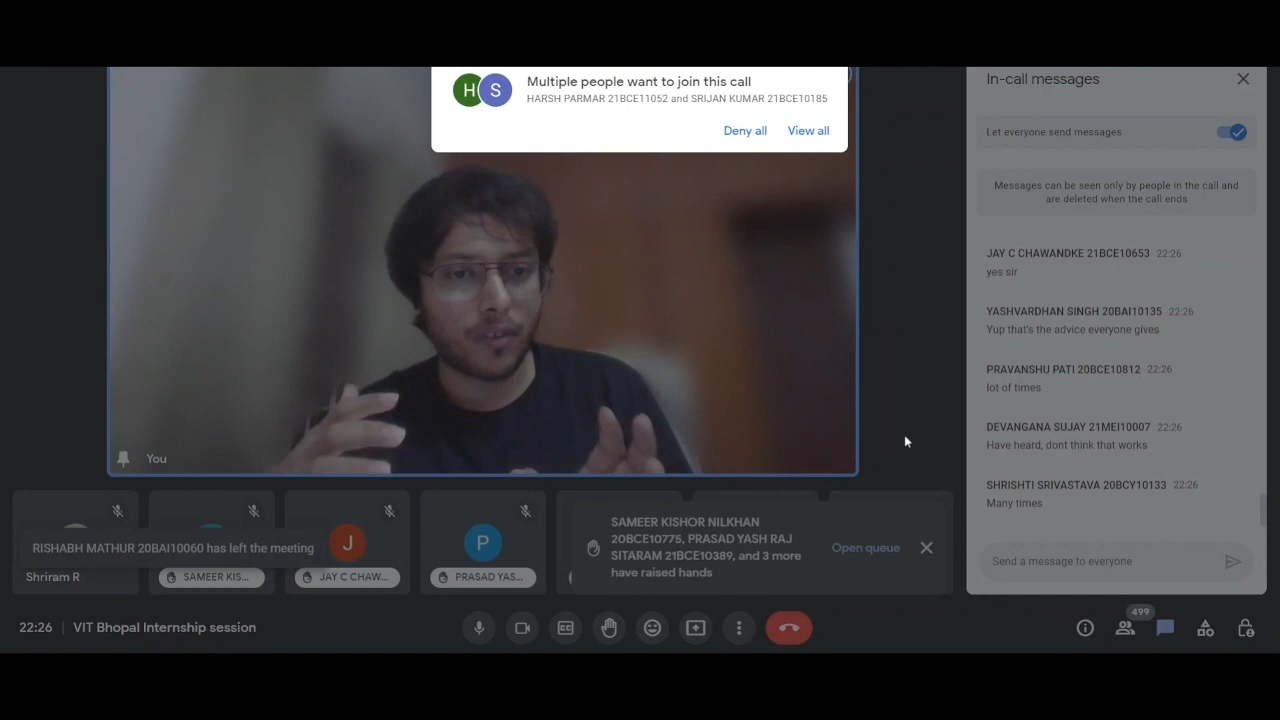 Multiple people want to join this call
HARSH PARMAR 21BCE11052 and SRIJAN KUMAR 21BCE10185
H
S
Deny all
View all
You
In-call messages
Let everyone send messages
Messages can be seen only by people in the call and
are deleted when the call ends
JAY C CHAWANDKE 21BCE10653 22:26
yes sir
YASHVARDHAN SINGH 20BAI10135 22:26
Yup that's the advice everyone gives
PRAVANSHU PATI 20BCE10812 22:26
lot of times
DEVANGANA SUJAY 21MEI10007 22:26
Have heard, dont think that works
SHRISHTI SRIVASTAVA 20BCY10133 22:26
Many times
Send a message to everyone
RISHABH MATHUR 20BAI10060 has left the meeting
J
P
Shriram R
SAMEER KIS...
JAY C CHAW...
PRASAD YAS...
SAMEER KISHOR NILKHAN
20BCE10775, PRASAD YASH RAJ
SITARAM 21BCE10389, and 3 more
have raised hands
Open queue
22:26 | VIT Bhopal Internship session
CC
499